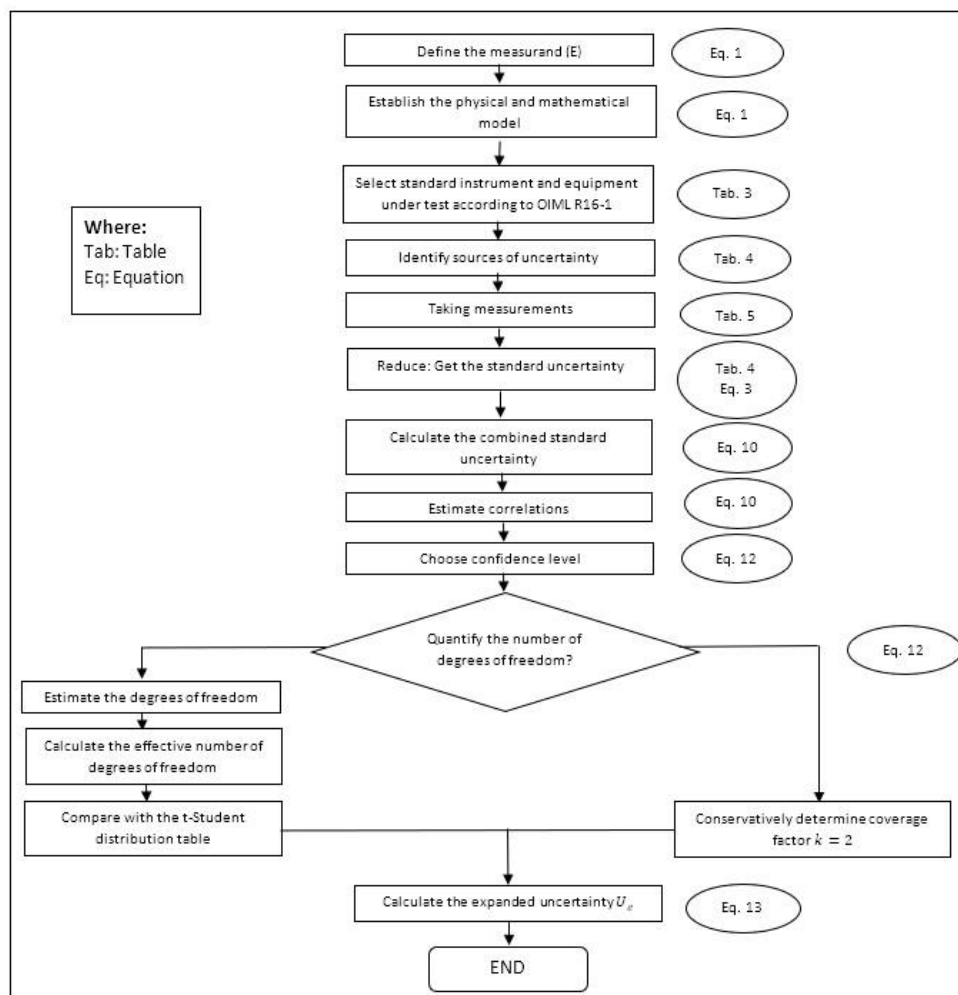 Define the measurand (E)
Eq. 1
Establish the physical and mathematical
model
Eq. 1
Select standard instrument and equipment
under test according to OIML R16-1
Tab. 3
Where:
Tab: Table
Eq: Equation
Identify sources of uncertainty
Tab. 4
Taking measurements
Tab. 5
Reduce: Get the standard uncertainty
Tab. 4
Eq. 3
Calculate the combined standard
uncertainty
Eq. 10
Estimate correlations
Eq. 10
Choose confidence level
Eq. 12
Quantify the number of
degrees of freedom?
Eq. 12
Estimate the degrees of freedom
Calculate the effective number of
degrees of freedom
Compare with the t-Student
distribution table
Conservatively determine coverage
factor k = 2
Calculate the expanded uncertainty U
Eq. 13
END